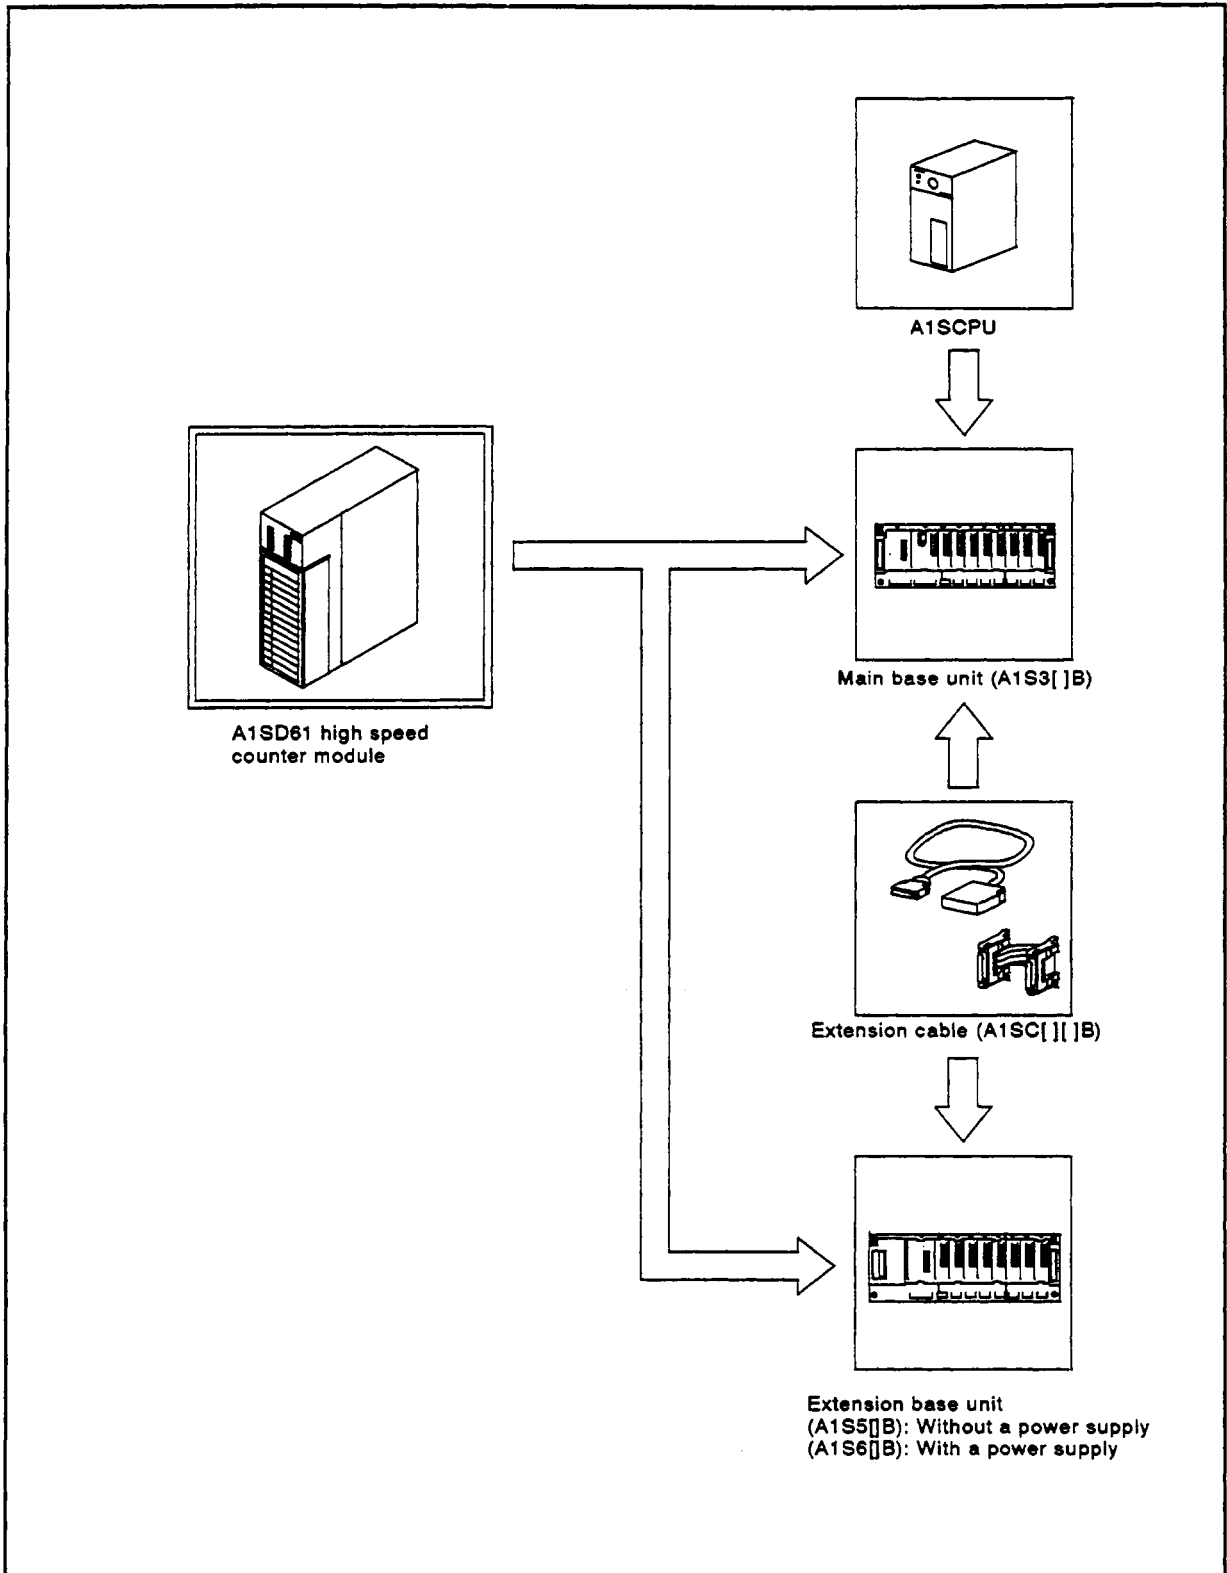 A1SCPU
Main base unit (A1S3[ ]B)
A1SD61 high speed
counter module
Extension cable (A1SC[ ][ ]B)
Extension base unit
(A1S5[]B): Without a power supply
(A1S6[]B): With a power supply